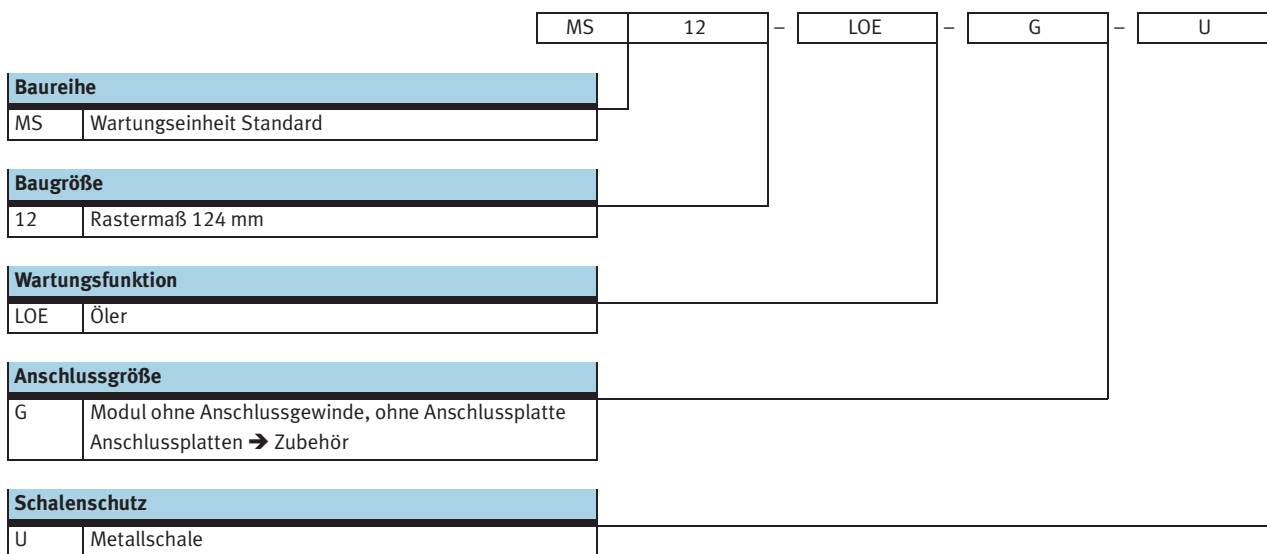 MS 12 – LOE – G – U
Baureihe
MS Wartungseinheit Standard
Baugröße
12 Rastermaß 124 mm
Wartungsfunktion
LOE Öler
Anschlussgröße
G Modul ohne Anschlussgewinde, ohne Anschlussplatte
Anschlussplatten ➔ Zubehör
Schalenschutz
U Metallschale